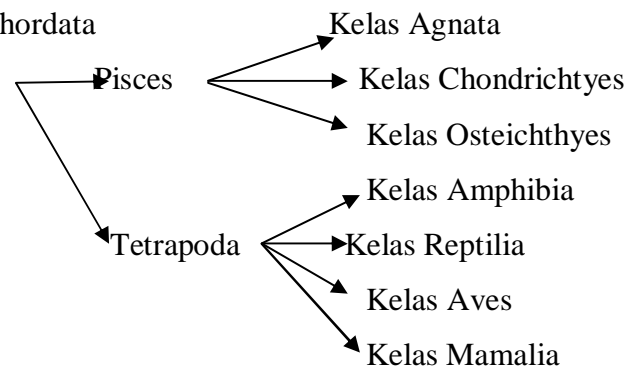 hordata Kelas Agnata
Pisces Kelas Chondrichtyes
Kelas Osteichthyes
Kelas Amphibia
Tetrapoda Kelas Reptilia
Kelas Aves
Kelas Mamalia